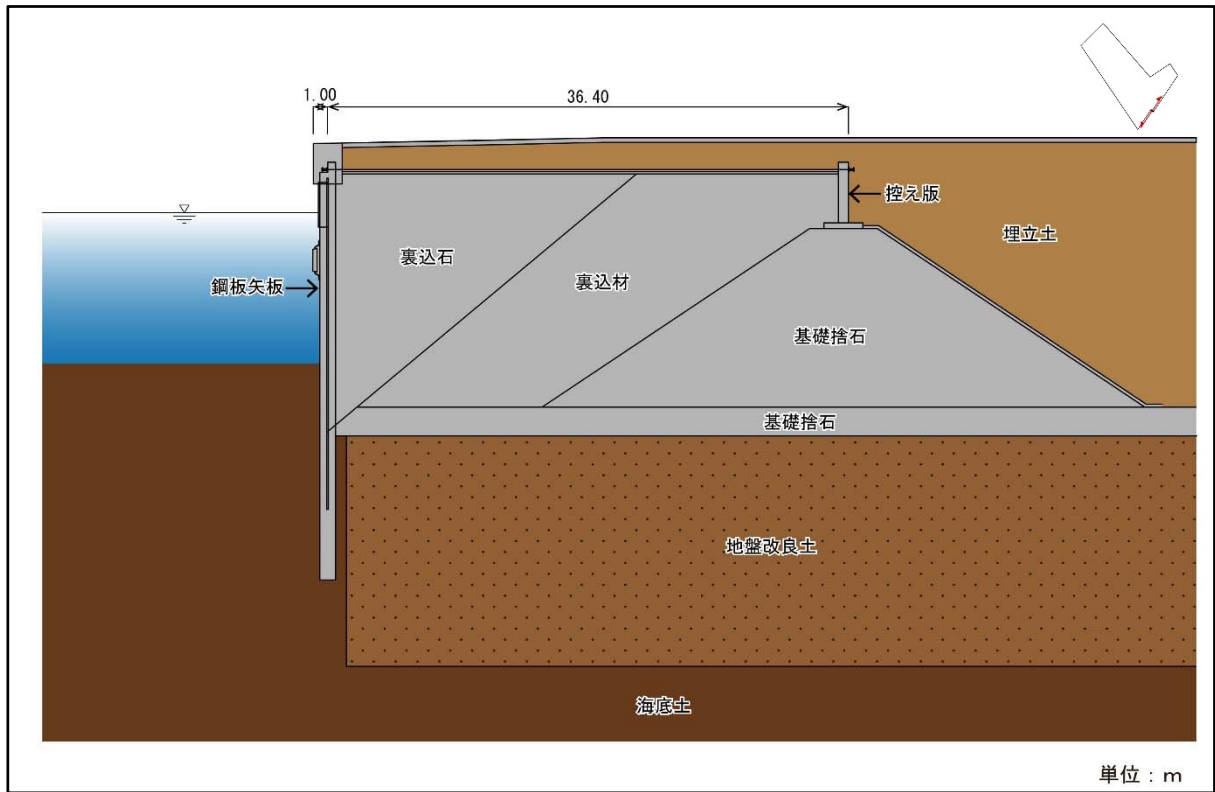 1.00
36.40
控え版
埋立土
裏込石
裏込材
鋼板矢板
基礎捨石
基礎捨石
地盤改良土
海底土
単位：m